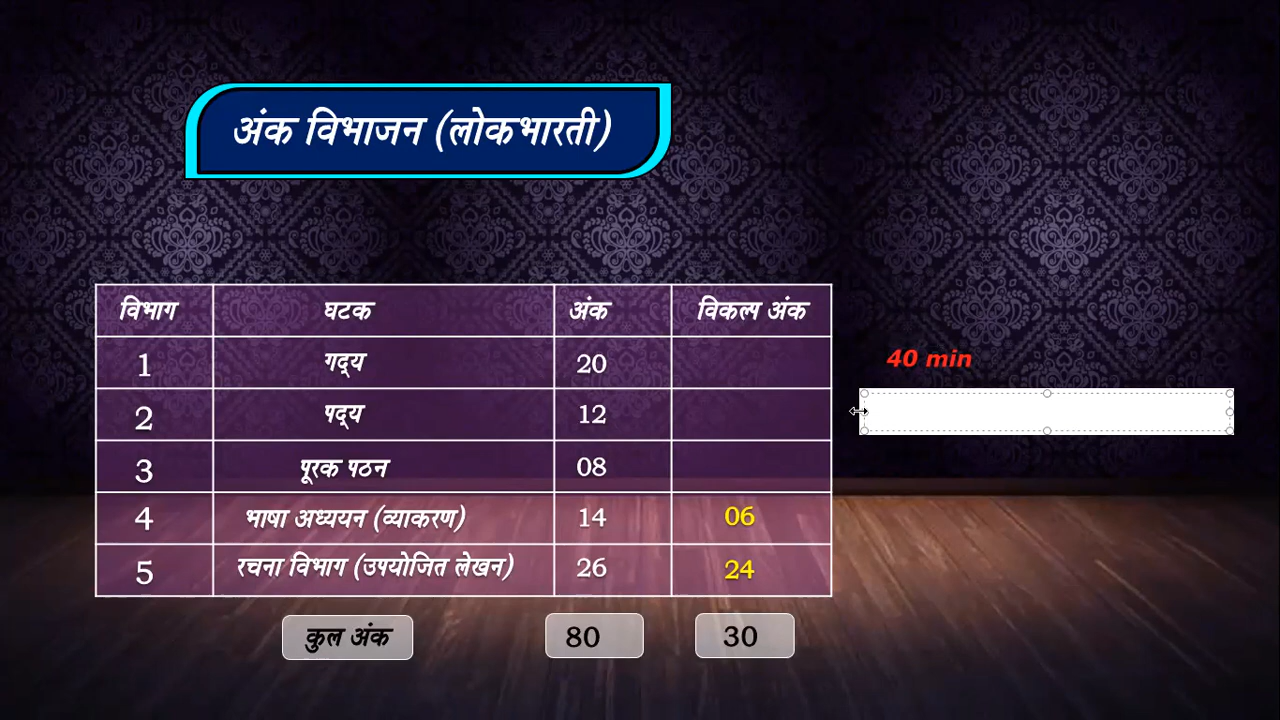 अंक विभाजन (लोकभारती)
विभाग घटक अंक विकल्प अंक
1 गद्‌य 20
40 min
2 पद्‌य 12
3 पूरक पठन 08
4 भाषा अध्ययन (व्याकरण) 14 06
5 रचना विभाग (उपयोजित लेखन) 26 24
कुल अंक 80 30